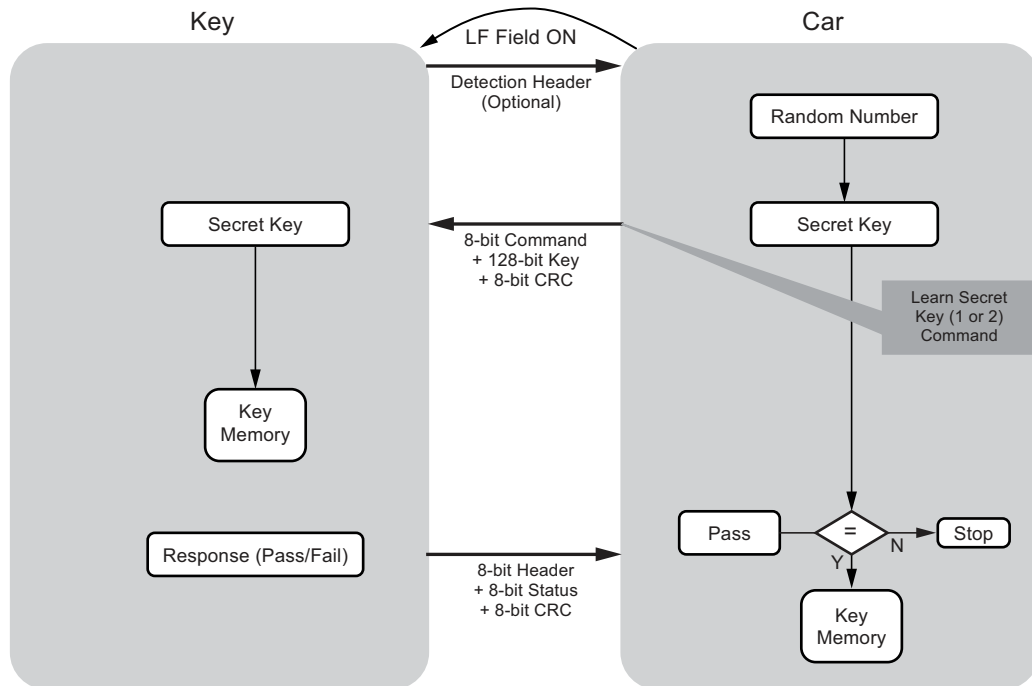 Key
Car
LF Field ON
Detection Header
(Optional)
Random Number
Secret Key
Secret Key
8-bit Command
+ 128-bit Key
+ 8-bit CRC
Learn Secret
Key (1 or 2)
Command
Key
Memory
Response (Pass/Fail)
8-bit Header
+ 8-bit Status
+ 8-bit CRC
Pass
=
N
Stop
Y
Key
Memory